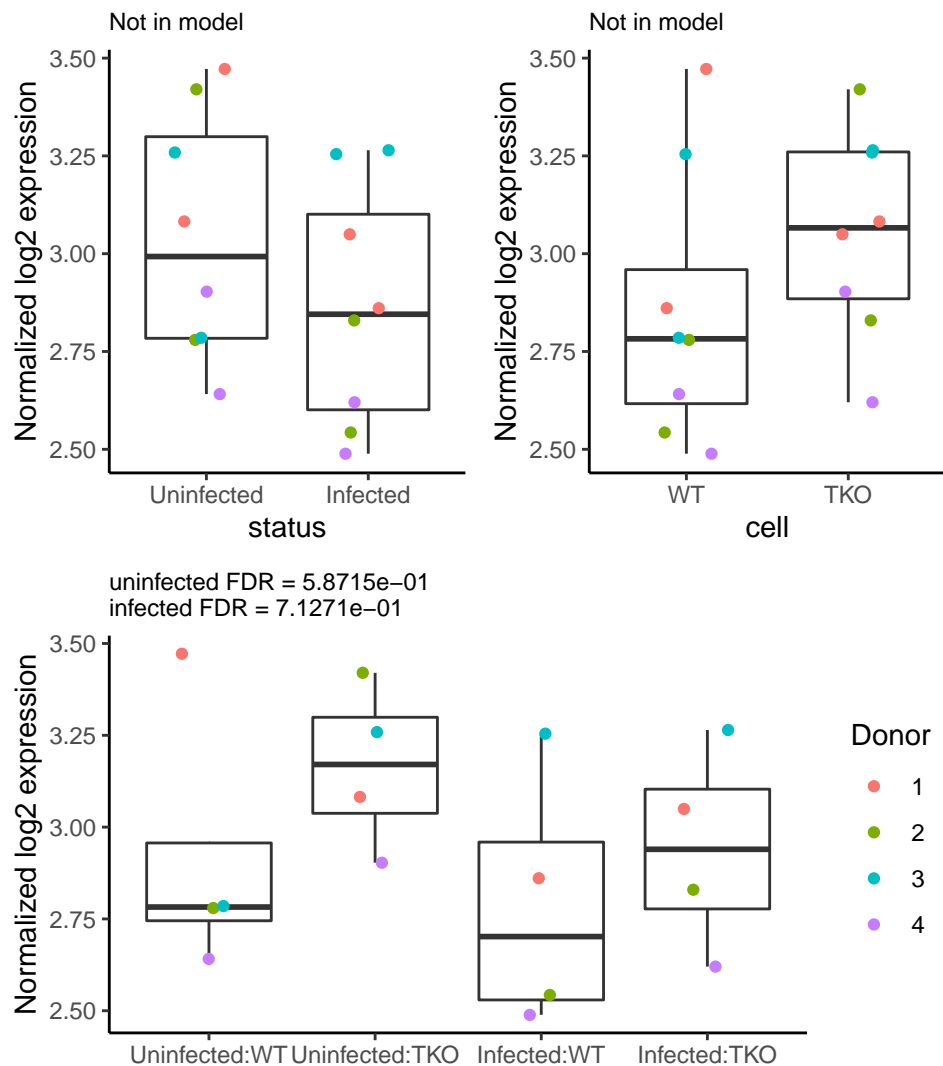 Not in model
Normalized log2 expression
3.50
3.25
3.00
2.75
2.50
Uninfected Infected
status
Not in model
Normalized log2 expression
3.50
3.25
3.00
2.75
2.50
WT TKO
cell
uninfected FDR = 5.8715e−01
infected FDR = 7.1271e−01
Normalized log2 expression
3.50
3.25
3.00
2.75
2.50
Uninfected:WT Uninfected:TKO Infected:WT Infected:TKO
Donor
1
2
3
4